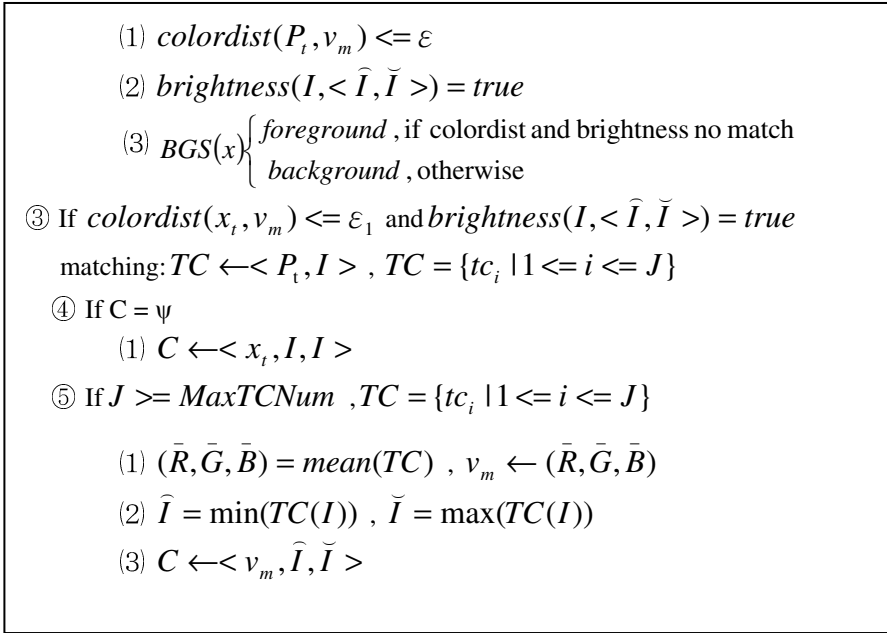 ⑴ colordist(P_t, v_m) <= ε
⑵ brightness(I, < Î, Ǐ >) = true
⑶ BGS(x) { foreground , if colordist and brightness no match
background , otherwise
③ If colordist(x_t, v_m) <= ε_1 and brightness(I, < Î, Ǐ >) = true
matching: TC ←< P_t, I > , TC = {tc_i | 1 <= i <= J}
④ If C = ψ
⑴ C ←< x_t, I, I >
⑤ If J >= MaxTCNum , TC = {tc_i | 1 <= i <= J}
⑴ (R̄, Ḡ, B̄) = mean(TC) , v_m ← (R̄, Ḡ, B̄)
⑵ Î = min(TC(I)) , Ǐ = max(TC(I))
⑶ C ←< v_m, Î, Ǐ >